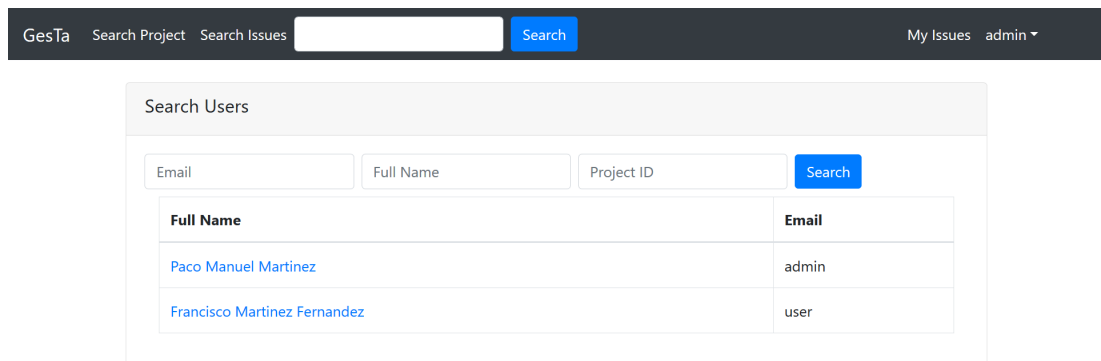 GesTa Search Project Search Issues Search My Issues admin
Search Users
Email Full Name Project ID Search
Full Name Email
Paco Manuel Martinez admin
Francisco Martinez Fernandez user